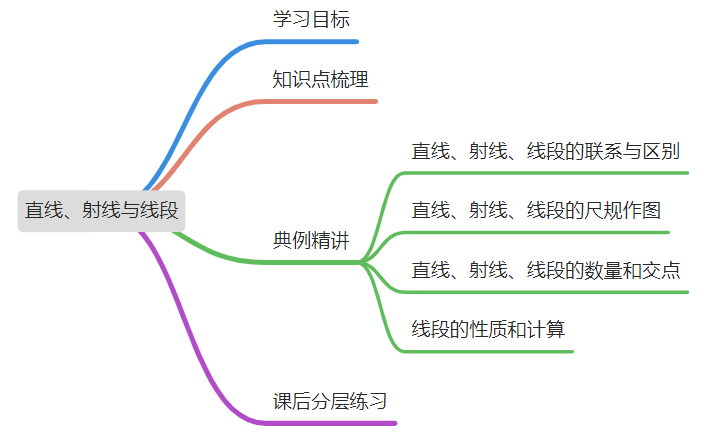 学习目标
知识点梳理
直线、射线、线段的联系与区别
直线、射线与线段
直线、射线、线段的尺规作图
典例精讲
直线、射线、线段的数量和交点
线段的性质和计算
课后分层练习